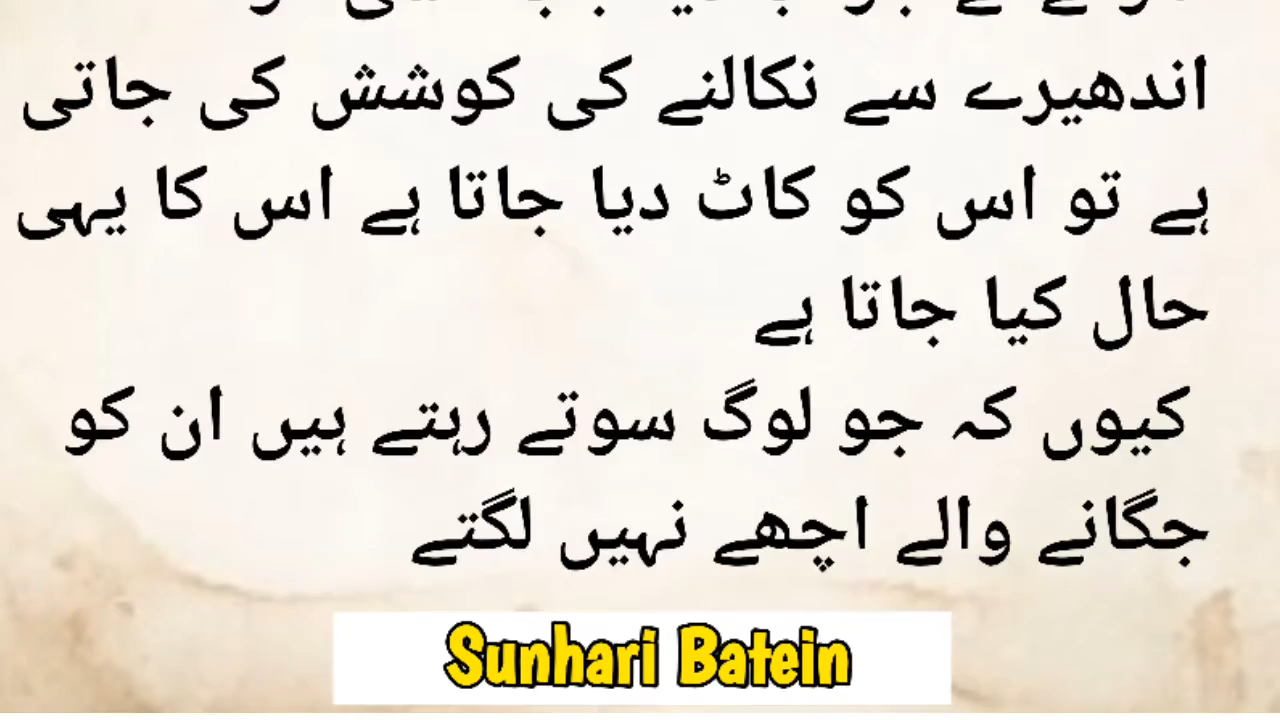 اندھیرے سے نکالنے کی کوشش کی جاتی
ہے تو اس کو کاٹ دیا جاتا ہے اس کا یہی
حال کیا جاتا ہے
کیوں کہ جو لوگ سوتے رہتے ہیں ان کو
جگانے والے اچھے نہیں لگتے
Sunhari Batein